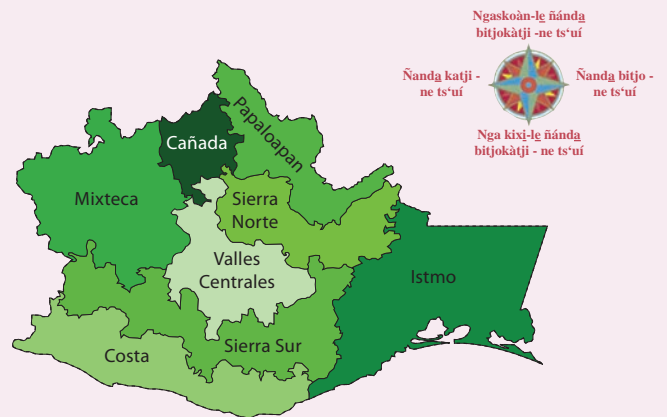 Ngaskoàn-le̱ ñánda̱
bitjokàtji -ne ts‘uí
Ñanda̱ katji -
ne ts‘uí
Ñanda̱ bitjo -
ne ts‘uí
Nga kixi̱-le̱ ñánda̱
bitjokàtji - ne ts‘uí
Papaloapan
Cañada
Mixteca
Sierra
Norte
Valles
Centrales
Istmo
Costa
Sierra Sur